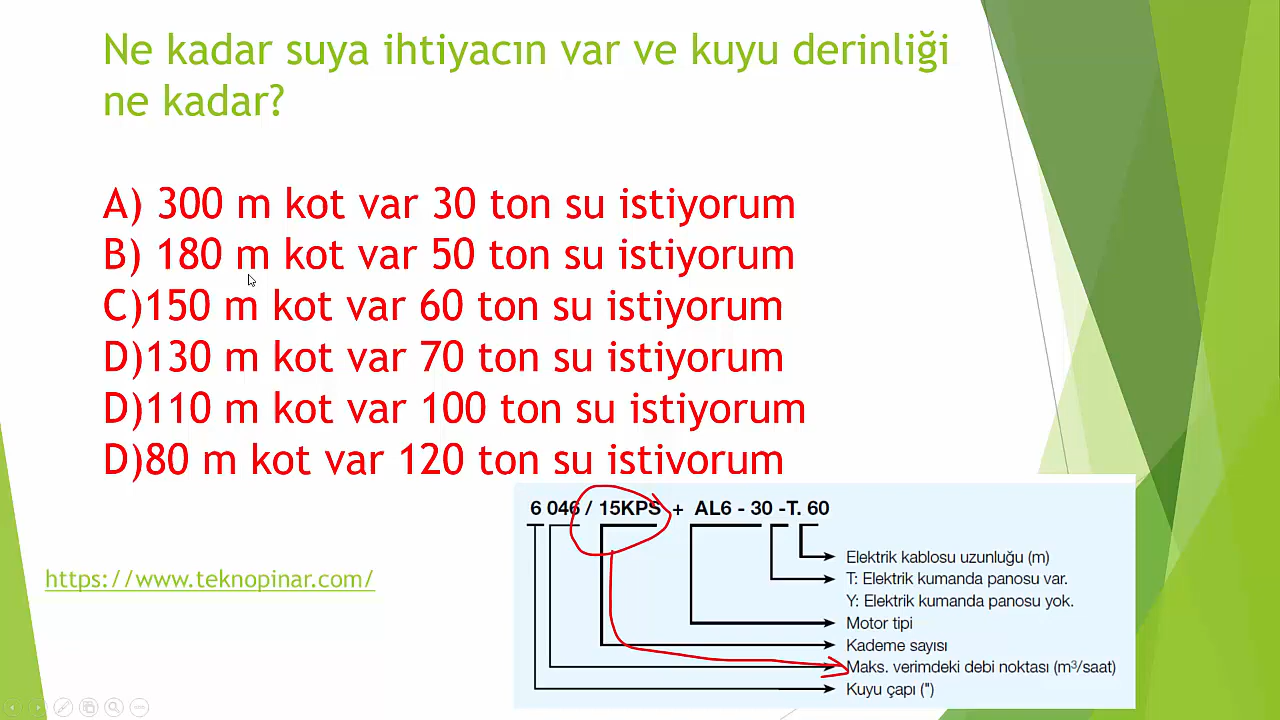 Ne kadar suya ihtiyacın var ve kuyu derinliği
ne kadar?
A) 300 m kot var 30 ton su istiyorum
B) 180 m kot var 50 ton su istiyorum
C)150 m kot var 60 ton su istiyorum
D)130 m kot var 70 ton su istiyorum
D)110 m kot var 100 ton su istiyorum
D)80 m kot var 120 ton su istiyorum
6 046 / 15KPS + AL6 - 30 -T. 60
Elektrik kablosu uzunluğu (m)
T: Elektrik kumanda panosu var.
Y: Elektrik kumanda panosu yok.
Motor tipi
Kademe sayısı
Maks. verimdeki debi noktası (m³/saat)
Kuyu çapı (")
https://www.teknopinar.com/